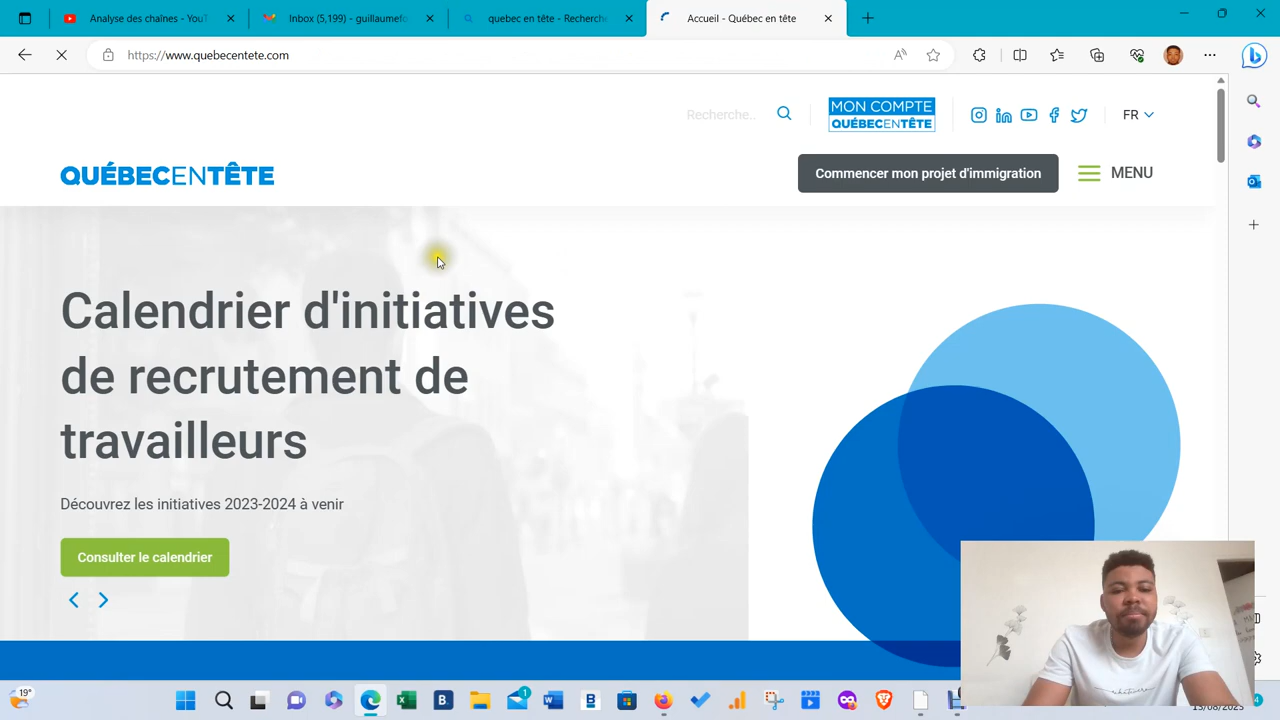 Analyse des chaînes - YouT
Inbox (5,199) - guillaumefo
quebec en tête - Recherche
Accueil - Québec en tête
https://www.quebecentete.com
Recherche..
MON COMPTE
QUÉBECENTÊTE
FR
QUÉBECENTÊTE
Commencer mon projet d'immigration
MENU
Calendrier d'initiatives
de recrutement de
travailleurs
Découvrez les initiatives 2023-2024 à venir
Consulter le calendrier
19°
1